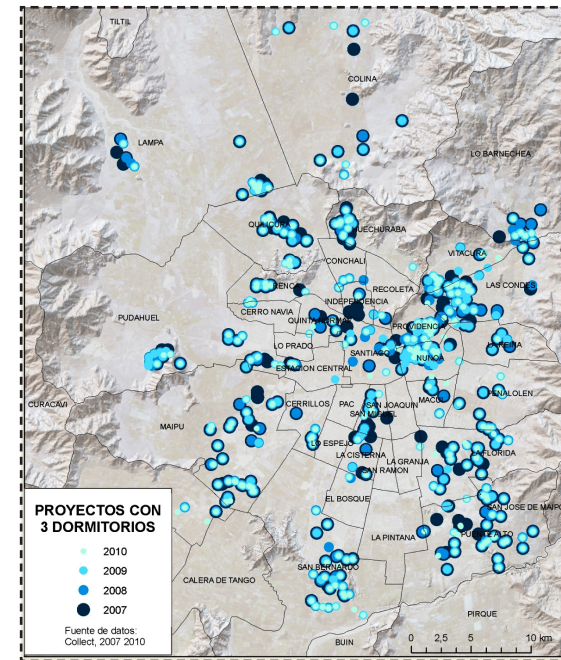 TILTIL
COLINA
LAMPA
LO BARNECHEA
QUILICURA
HUECHURABA
CONCHALI
VITACURA
LAS CONDES
RENCA
RECOLETA
INDEPENDENCIA
CERRO NAVIA
QUINTA NORMAL
PUDAHUEL
PROVIDENCIA
LO PRADO
SANTIAGO
ÑUÑOA
LA REINA
ESTACION CENTRAL
PEÑALOLEN
CURACAVI
CERRILLOS
PAC
SAN JOAQUIN
MACUL
SAN MIGUEL
MAIPU
LO ESPEJO
LA CISTERNA
LA GRANJA
LA FLORIDA
SAN RAMON
EL BOSQUE
SAN JOSE DE MAIPO
LA PINTANA
PUENTE ALTO
SAN BERNARDO
CALERA DE TANGO
PIRQUE
BUIN
PROYECTOS CON
3 DORMITORIOS
2010
2009
2008
2007
Fuente de datos:
Collect, 2007 2010
0 2,5 5 10 km